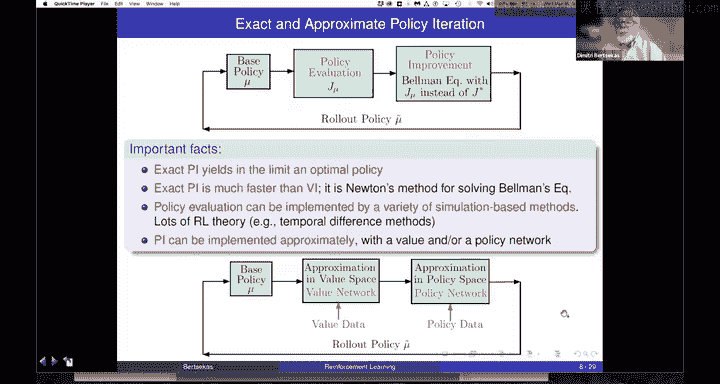 QuickTime Player File Edit View Window Help
Exact and Approximate Policy Iteration
Dimitri Bertsekas
Base
Policy
μ
Policy
Evaluation
Jμ
Policy
Improvement
Bellman Eq. with
Jμ instead of J*
Rollout Policy μ̃
Important facts:
Exact PI yields in the limit an optimal policy
Exact PI is much faster than VI; it is Newton's method for solving Bellman's Eq.
Policy evaluation can be implemented by a variety of simulation-based methods.
Lots of RL theory (e.g., temporal difference methods)
PI can be implemented approximately, with a value and/or a policy network
Base
Policy
μ
Approximation
in Value Space
Value Network
Approximation
in Policy Space
Policy Network
Value Data
Policy Data
Rollout Policy μ̃
Bertsekas
Reinforcement Learning
8 / 29